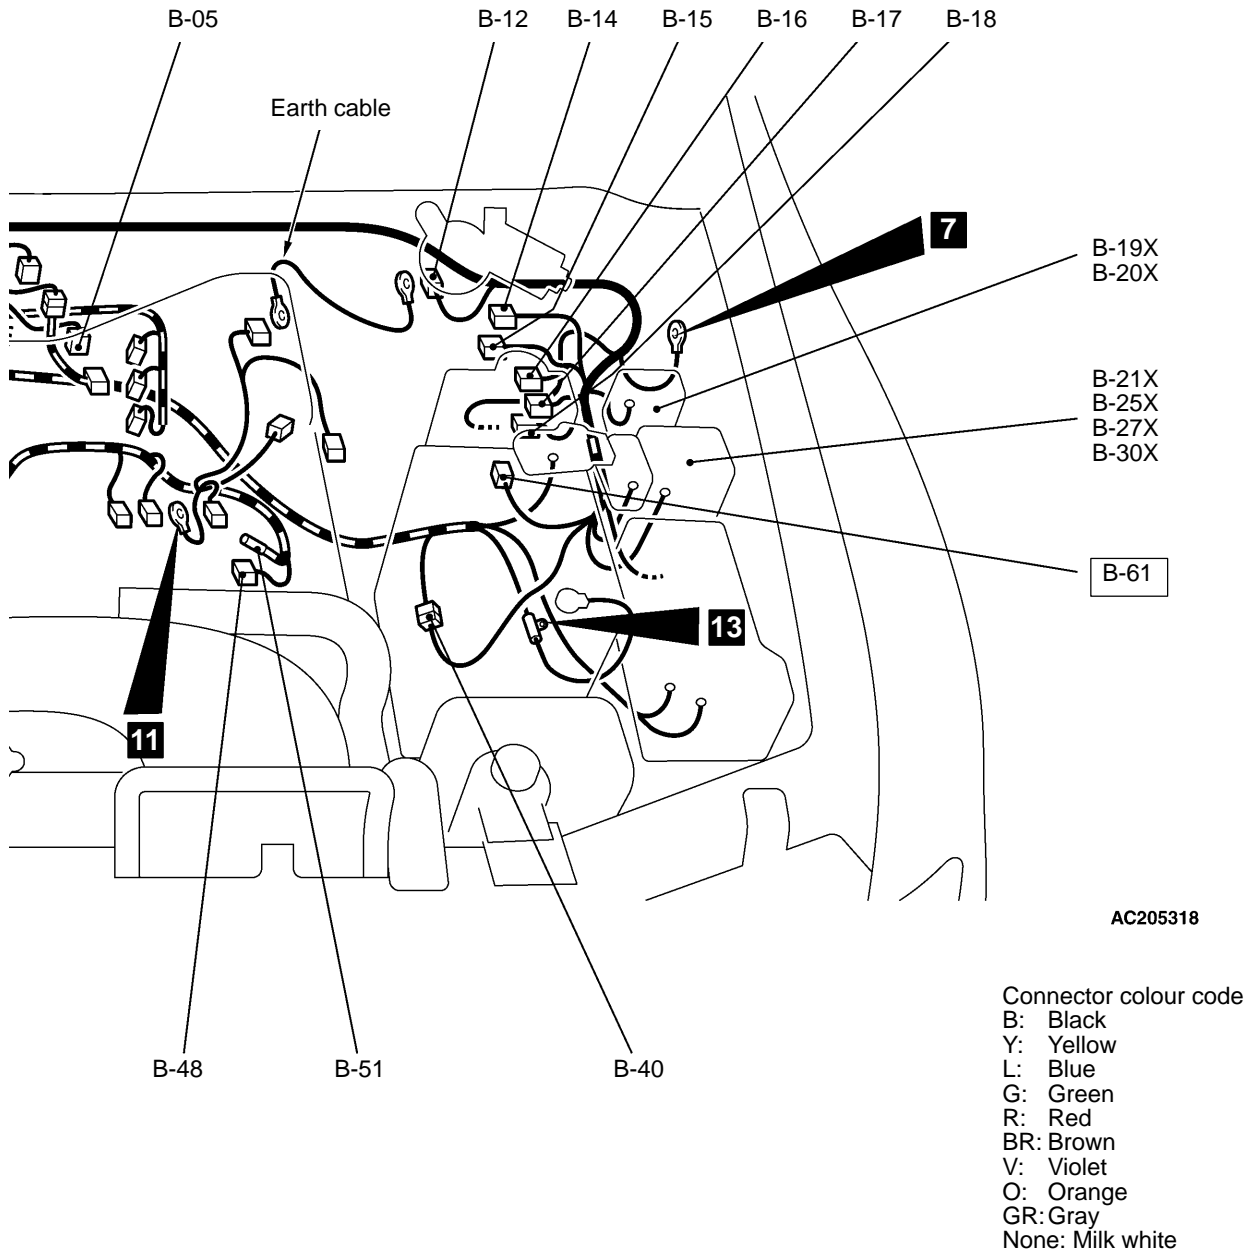 B-05
B-12
B-14
B-15
B-16
B-17
B-18
Earth cable
7
B-19X
B-20X
B-21X
B-25X
B-27X
B-30X
B-61
13
11
AC205318
B-48
B-51
B-40
Connector colour code
B: Black
Y: Yellow
L: Blue
G: Green
R: Red
BR: Brown
V: Violet
O: Orange
GR: Gray
None: Milk white